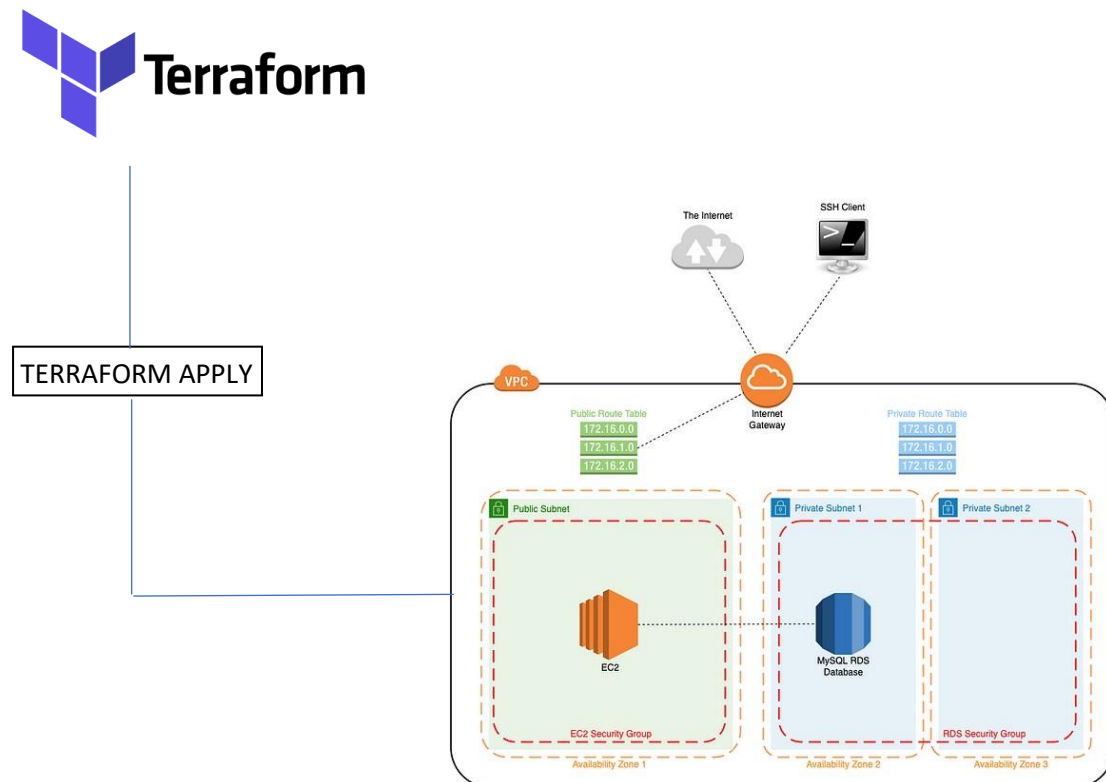 Terraform
The Internet
SSH Client
>_
TERRAFORM APPLY
VPC
Internet
Gateway
Public Route Table
172.16.0.0
172.16.1.0
172.16.2.0
Private Route Table
172.16.0.0
172.16.1.0
172.16.2.0
Public Subnet
Private Subnet 1
Private Subnet 2
EC2
MySQL RDS
Database
EC2 Security Group
RDS Security Group
Availability Zone 1
Availability Zone 2
Availability Zone 3